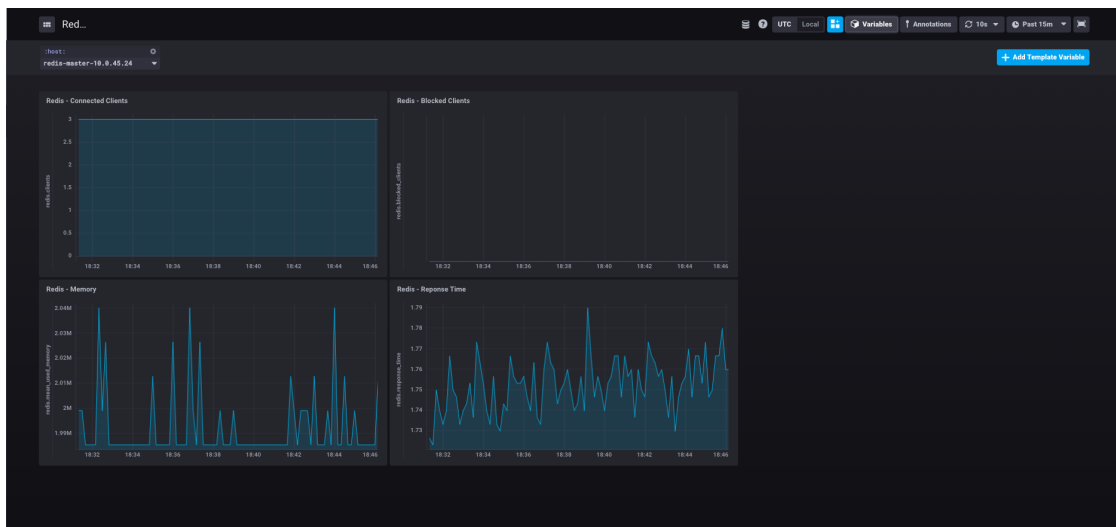 Red...
UTC Local Variables Annotations 10s Past 15m
:host:
redis-master-10.0.45.24
+ Add Template Variable
Redis - Connected Clients
redis.clients
3
2.5
2
1.5
1
0.5
0
18:32 18:34 18:36 18:38 18:40 18:42 18:44 18:46
Redis - Blocked Clients
redis.blocked_clients
18:32 18:34 18:36 18:38 18:40 18:42 18:44 18:46
Redis - Memory
redis.mean_used_memory
2.04M
2.03M
2.02M
2.01M
2M
1.99M
18:32 18:34 18:36 18:38 18:40 18:42 18:44 18:46
Redis - Reponse Time
redis.response_time
1.79
1.78
1.77
1.76
1.75
1.74
1.73
18:32 18:34 18:36 18:38 18:40 18:42 18:44 18:46